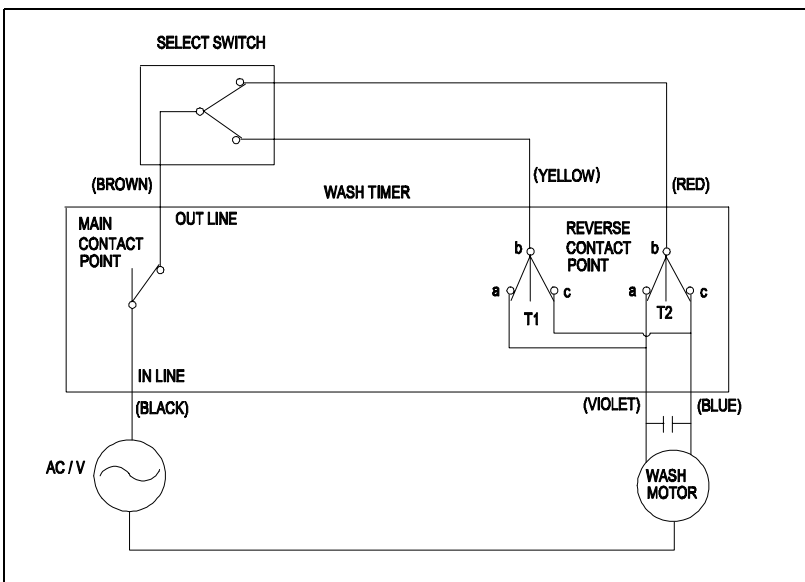 SELECT SWITCH
(BROWN)
(YELLOW)
(RED)
WASH TIMER
OUT LINE
MAIN
CONTACT
POINT
REVERSE
CONTACT
POINT
b
b
a
c
a
c
T1
T2
IN LINE
(BLACK)
(VIOLET)
(BLUE)
AC / V
WASH
MOTOR